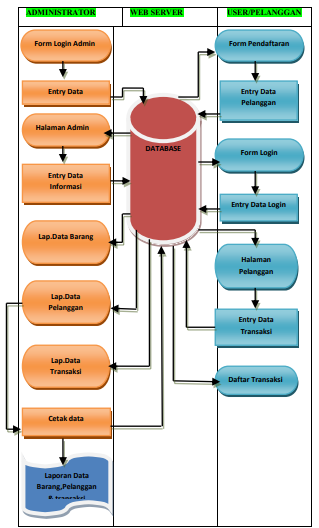 ADMINISTRATOR
WEB SERVER
USER/PELANGGAN
Form Login Admin
Entry Data
Halaman Admin
Entry Data
Informasi
Lap.Data Barang
Lap.Data
Pelanggan
Lap.Data
Transaksi
Cetak data
Laporan Data
Barang,Pelanggan
& transaksi
DATABASE
Form Pendaftaran
Entry Data
Pelanggan
Form Login
Entry Data Login
Halaman
Pelanggan
Entry Data
Transaksi
Daftar Transaksi